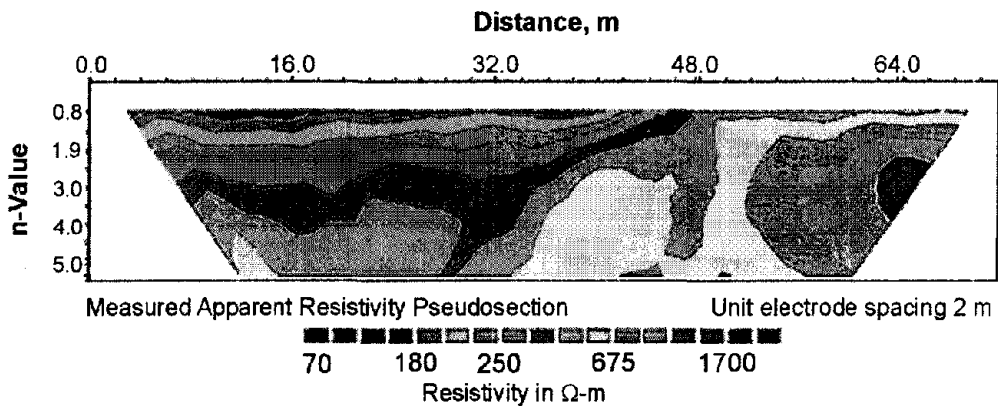 Distance, m
0.0 16.0 32.0 48.0 64.0
n-Value
0.8
1.9
3.0
4.0
5.0
Measured Apparent Resistivity Pseudosection Unit electrode spacing 2 m
70 180 250 675 1700
Resistivity in Ω-m